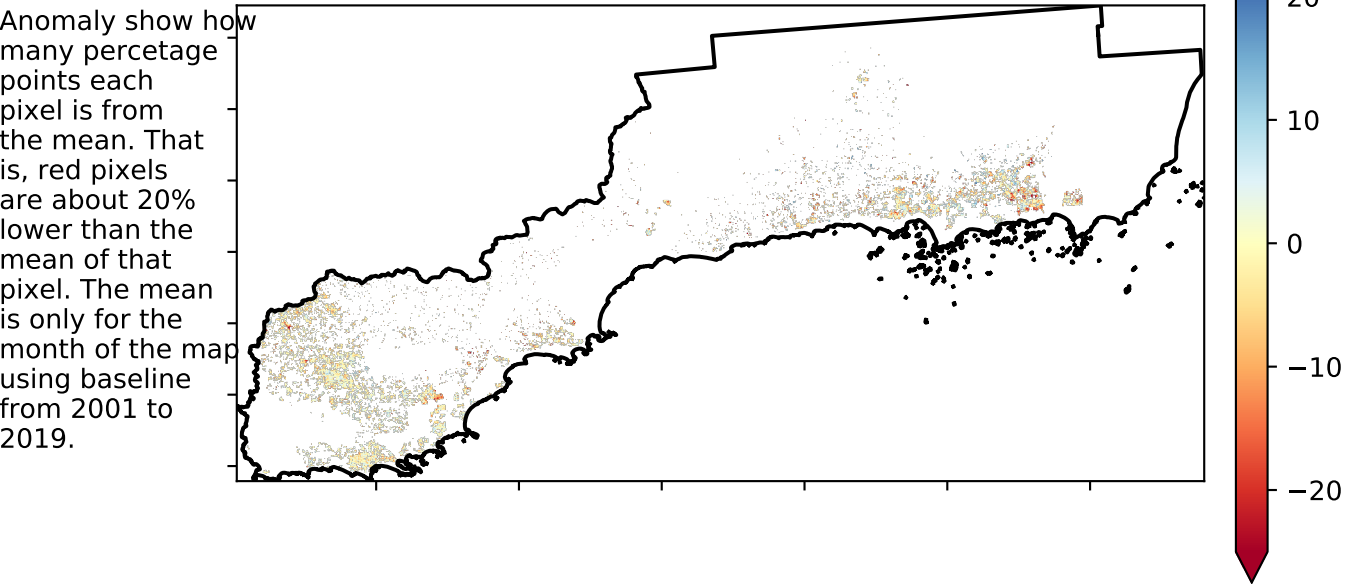 Anomaly show how
many percetage
points each
pixel is from
the mean. That
is, red pixels
are about 20%
lower than the
mean of that
pixel. The mean
is only for the
month of the map
using baseline
from 2001 to
2019.
20
10
0
−10
−20